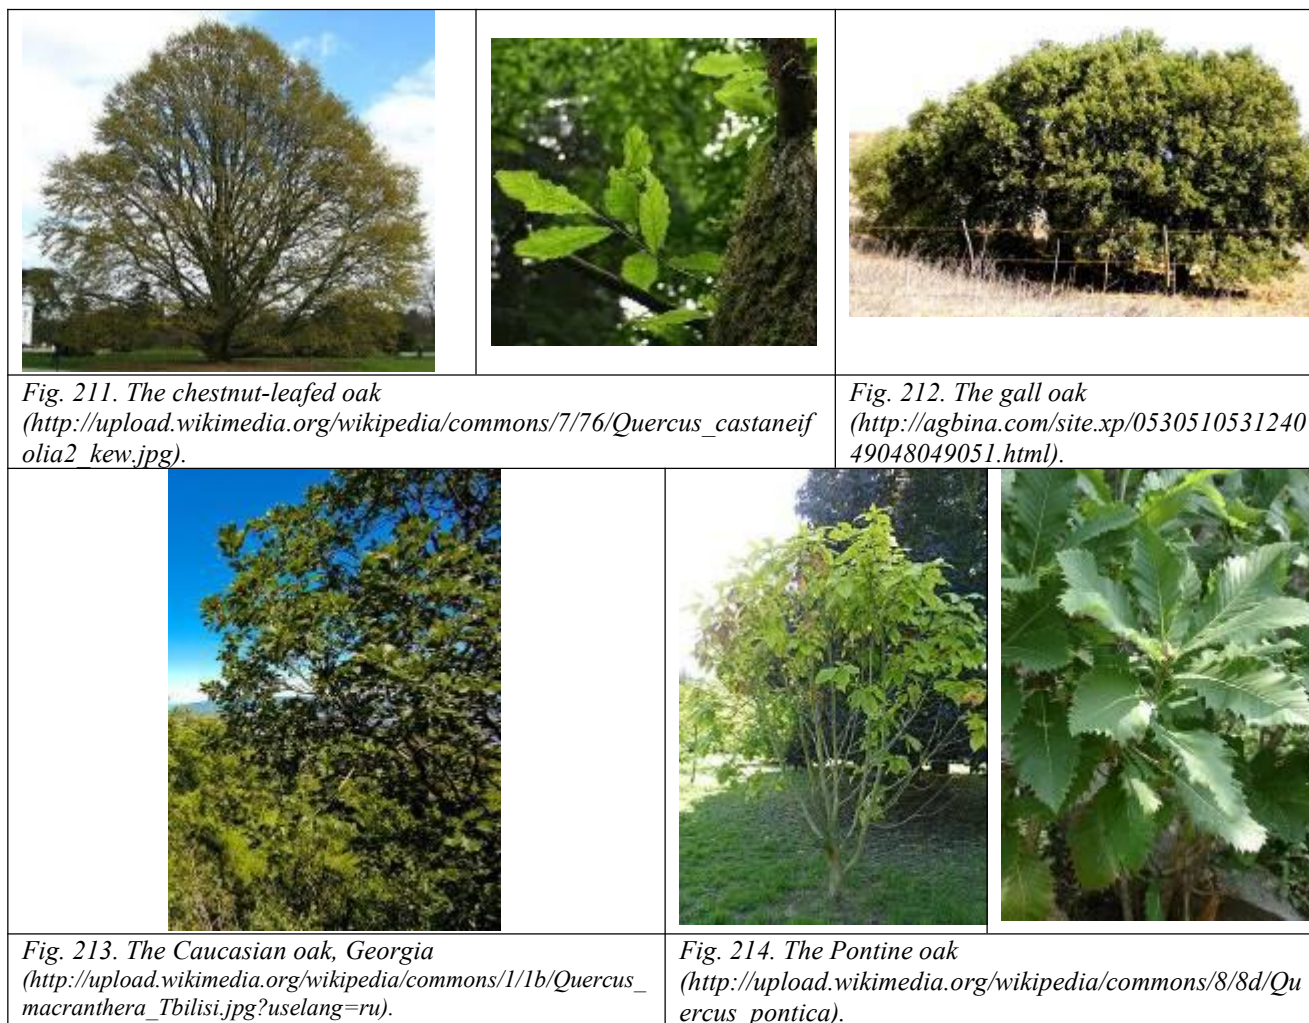 Fig. 211. The chestnut-leafed oak
(http://upload.wikimedia.org/wikipedia/commons/7/76/Quercus_castaneif
olia2_kew.jpg).
Fig. 212. The gall oak
(http://agbina.com/site.xp/0530510531240
49048049051.html).
Fig. 213. The Caucasian oak, Georgia
(http://upload.wikimedia.org/wikipedia/commons/1/1b/Quercus_
macranthera_Tbilisi.jpg?uselang=ru).
Fig. 214. The Pontine oak
(http://upload.wikimedia.org/wikipedia/commons/8/8d/Qu
ercus_pontica).